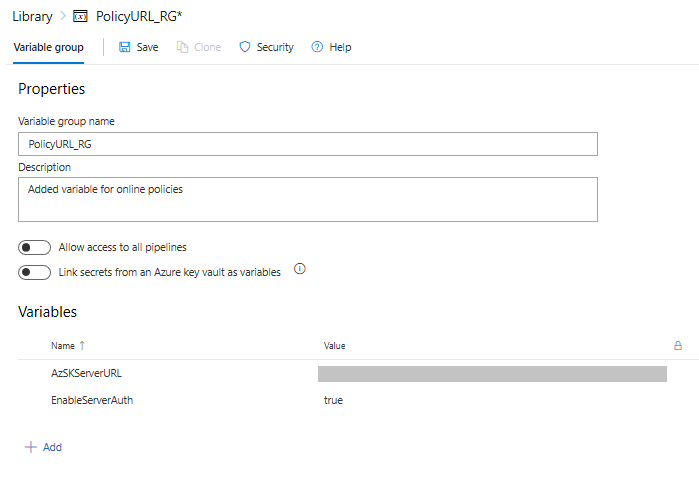 Library > PolicyURL_RG*
Variable group Save Clone Security Help
Properties
Variable group name
PolicyURL_RG
Description
Added variable for online policies
Allow access to all pipelines
Link secrets from an Azure key vault as variables
Variables
Name ↑ Value
AzSKServerURL
EnableServerAuth true
+ Add